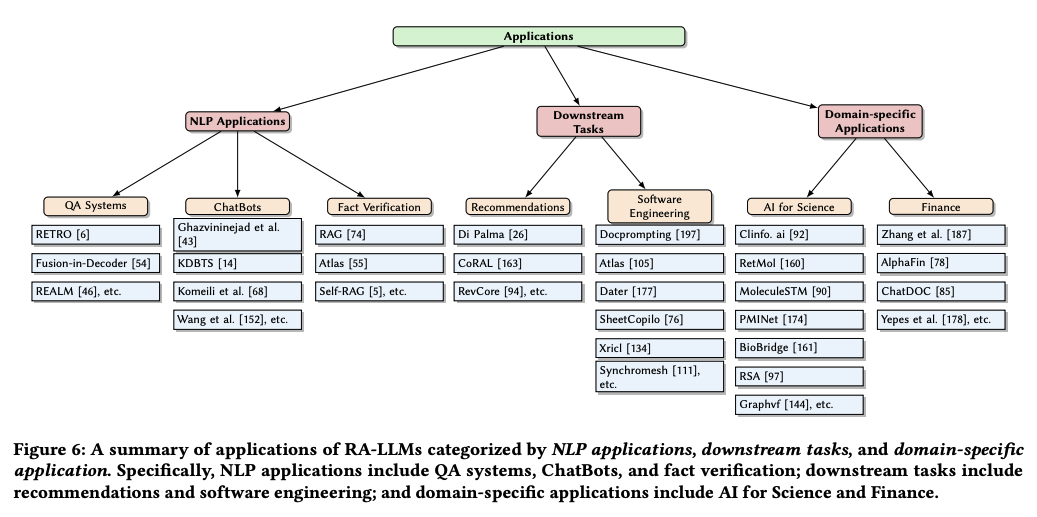 Applications
NLP Applications
Downstream
Tasks
Domain-specific
Applications
QA Systems
RETRO [6]
Fusion-in-Decoder [54]
REALM [46], etc.
ChatBots
Ghazvininejad et al.
[43]
KDBTS [14]
Komeili et al. [68]
Wang et al. [152], etc.
Fact Verification
RAG [74]
Atlas [55]
Self-RAG [5], etc.
Recommendations
Di Palma [26]
CoRAL [163]
RevCore [94], etc.
Software
Engineering
Docprompting [197]
Atlas [105]
Dater [177]
SheetCopilo [76]
Xricl [134]
Synchromesh [111],
etc.
AI for Science
Clinfo. ai [92]
RetMol [160]
MoleculeSTM [90]
PMINet [174]
BioBridge [161]
RSA [97]
Graphvf [144], etc.
Finance
Zhang et al. [187]
AlphaFin [78]
ChatDOC [85]
Yepes et al. [178], etc.
Figure 6: A summary of applications of RA-LLMs categorized by NLP applications, downstream tasks, and domain-specific
application. Specifically, NLP applications include QA systems, ChatBots, and fact verification; downstream tasks include
recommendations and software engineering; and domain-specific applications include AI for Science and Finance.